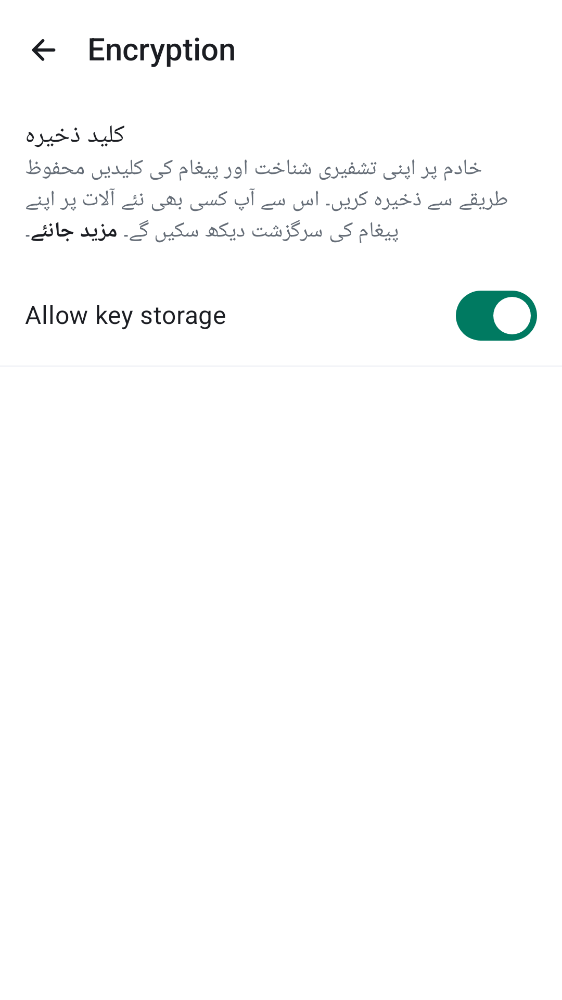 Encryption
کلید ذخیرہ
خادم پر اپنی تشفیری شناخت اور پیغام کی کلیدیں محفوظ
طریقے سے ذخیرہ کریں۔ اس سے آپ کسی بھی نئے آلات پر اپنے
پیغام کی سرگزشت دیکھ سکیں گے۔ مزید جانئے۔
Allow key storage